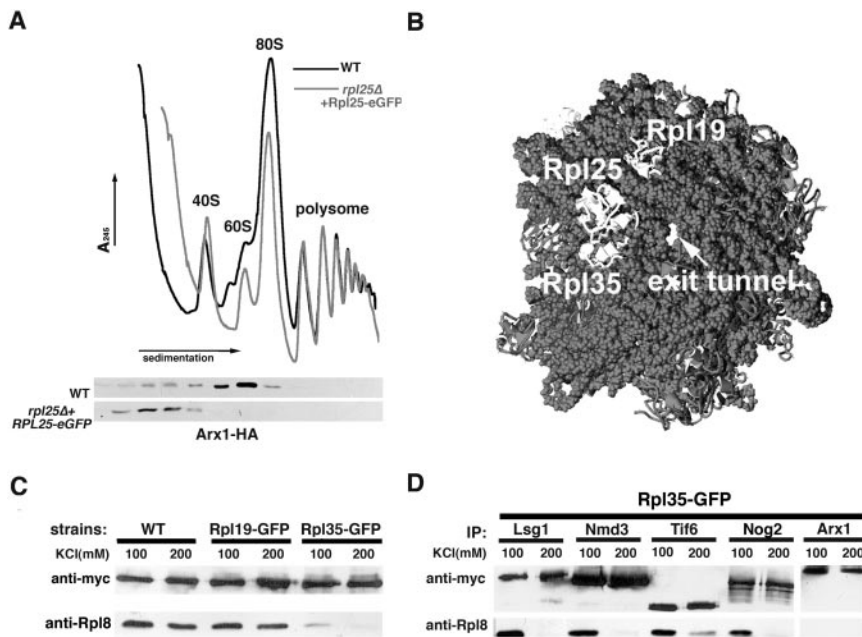 A
80S
WT
rpl25Δ
+Rpl25-eGFP
40S
60S
polysome
A245
sedimentation
WT
rpl25Δ+
RPL25-eGFP
Arx1-HA
B
Rpl19
Rpl25
Rpl35
exit tunnel
C
strains: WT Rpl19-GFP Rpl35-GFP
KCl(mM) 100 200 100 200 100 200
anti-myc
anti-Rpl8
D
Rpl35-GFP
IP: Lsg1 Nmd3 Tif6 Nog2 Arx1
KCl(mM) 100 200 100 200 100 200 100 200 100 200
anti-myc
anti-Rpl8